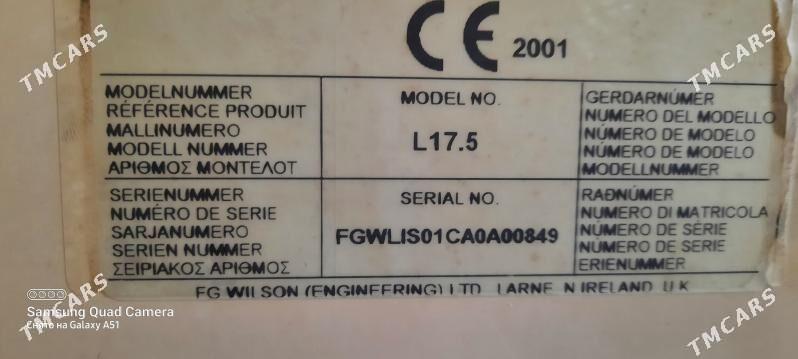 CE 2001
MODELNUMMER
RÉFÉRENCE PRODUIT
MALLINUMERO
MODELL NUMMER
ΑΡΙΘΜΟΣ ΜΟΝΤΕΛΟΤ
MODEL NO.
L17.5
GERDARNÚMER
NUMERO DEL MODELLO
NÚMERO DE MODELO
NÚMERO DE MODELO
MODELLNUMMER
SERIENUMMER
NUMÉRO DE SERIE
SARJANUMERO
SERIEN NUMMER
ΣΕΙΡΙΑΚΟΣ ΑΡΙΘΜΟΣ
SERIAL NO.
FGWLIS01CA0A00849
RAÐNÚMER
NUMERO DI MATRICOLA
NÚMERO DE SÉRIE
NÚMERO DE SERIE
ERIENUMMER
FG WILSON (ENGINEERING) LTD LARNE N IRELAND U.K
Samsung Quad Camera
Снято на Galaxy A51
TMCARS
TMCARS
TMCARS
TMCARS